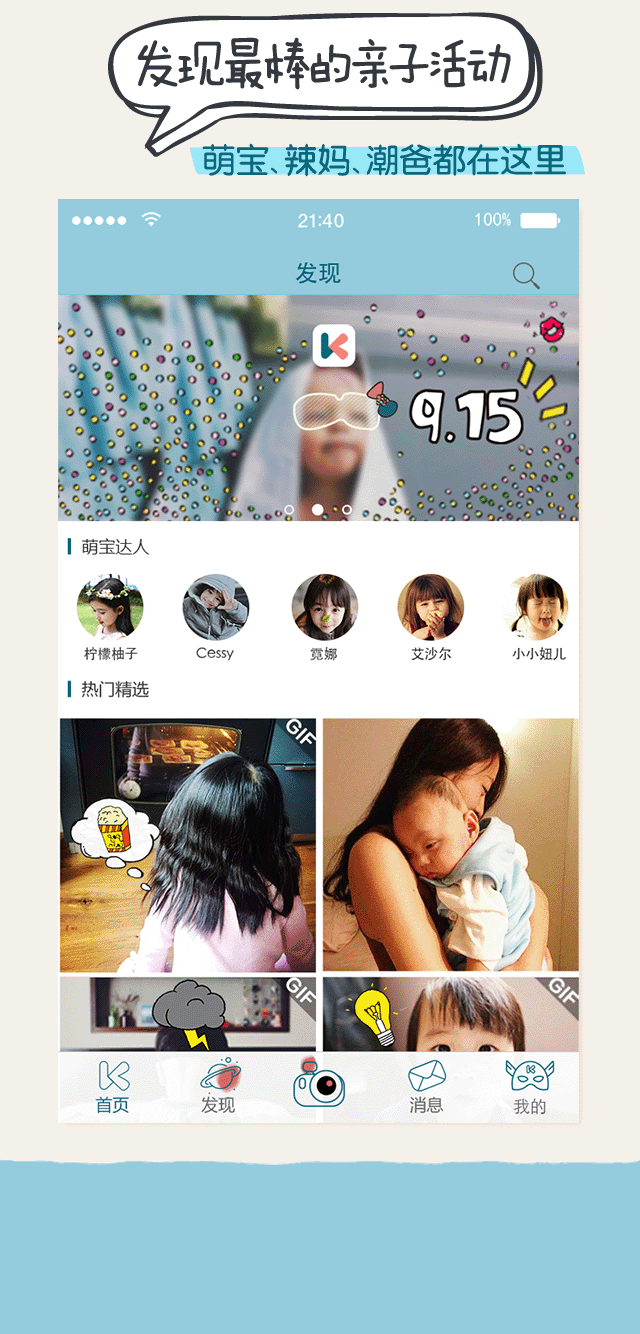 发现最棒的亲子活动
萌宝、辣妈、潮爸都在这里
21:40
100%
发现
K
9.15
萌宝达人
柠檬柚子
Cessy
霓娜
艾沙尔
小小妞儿
热门精选
GIF
GIF
GIF
K
首页
发现
消息
我的